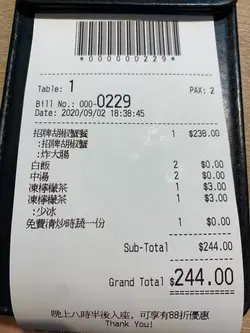 *000000000229*
Table: 1 PAX: 2
Bill No.: 000-0229
Date: 2020/09/02 18:38:45
招牌胡椒蟹餐 1 $238.00
:招牌胡椒蟹
:炸大腸
白飯 2 $0.00
中湯 2 $0.00
凍檸檬茶 1 $3.00
凍檸檬茶 1 $3.00
:少冰
免費清炒時蔬一份 1 $0.00
Sub-Total $244.00
Grand Total $244.00
晚上八時半後入座，可享有88折優惠
Thank You!